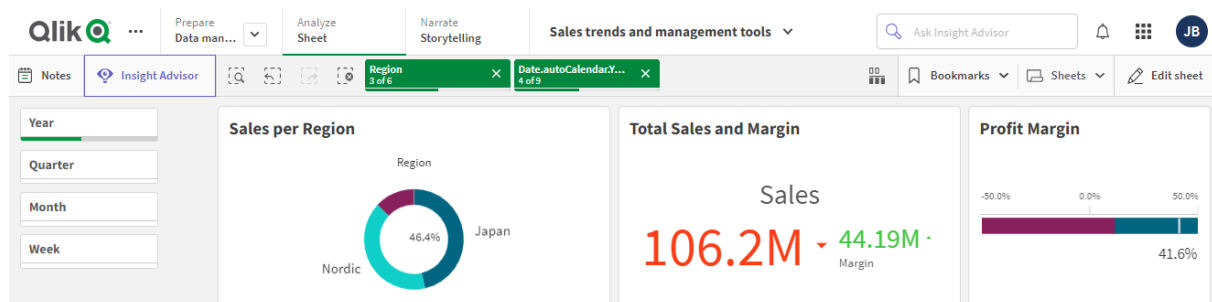 Qlik
Prepare
Data man...
Analyze
Sheet
Narrate
Storytelling
Sales trends and management tools
Ask Insight Advisor
JB
Notes
Insight Advisor
Region
3 of 6
Date.autoCalendar.Y...
4 of 9
Bookmarks
Sheets
Edit sheet
Year
Quarter
Month
Week
Sales per Region
Region
46.4%
Japan
Nordic
Total Sales and Margin
Sales
106.2M
44.19M
Margin
Profit Margin
-50.0% 0.0% 50.0%
41.6%